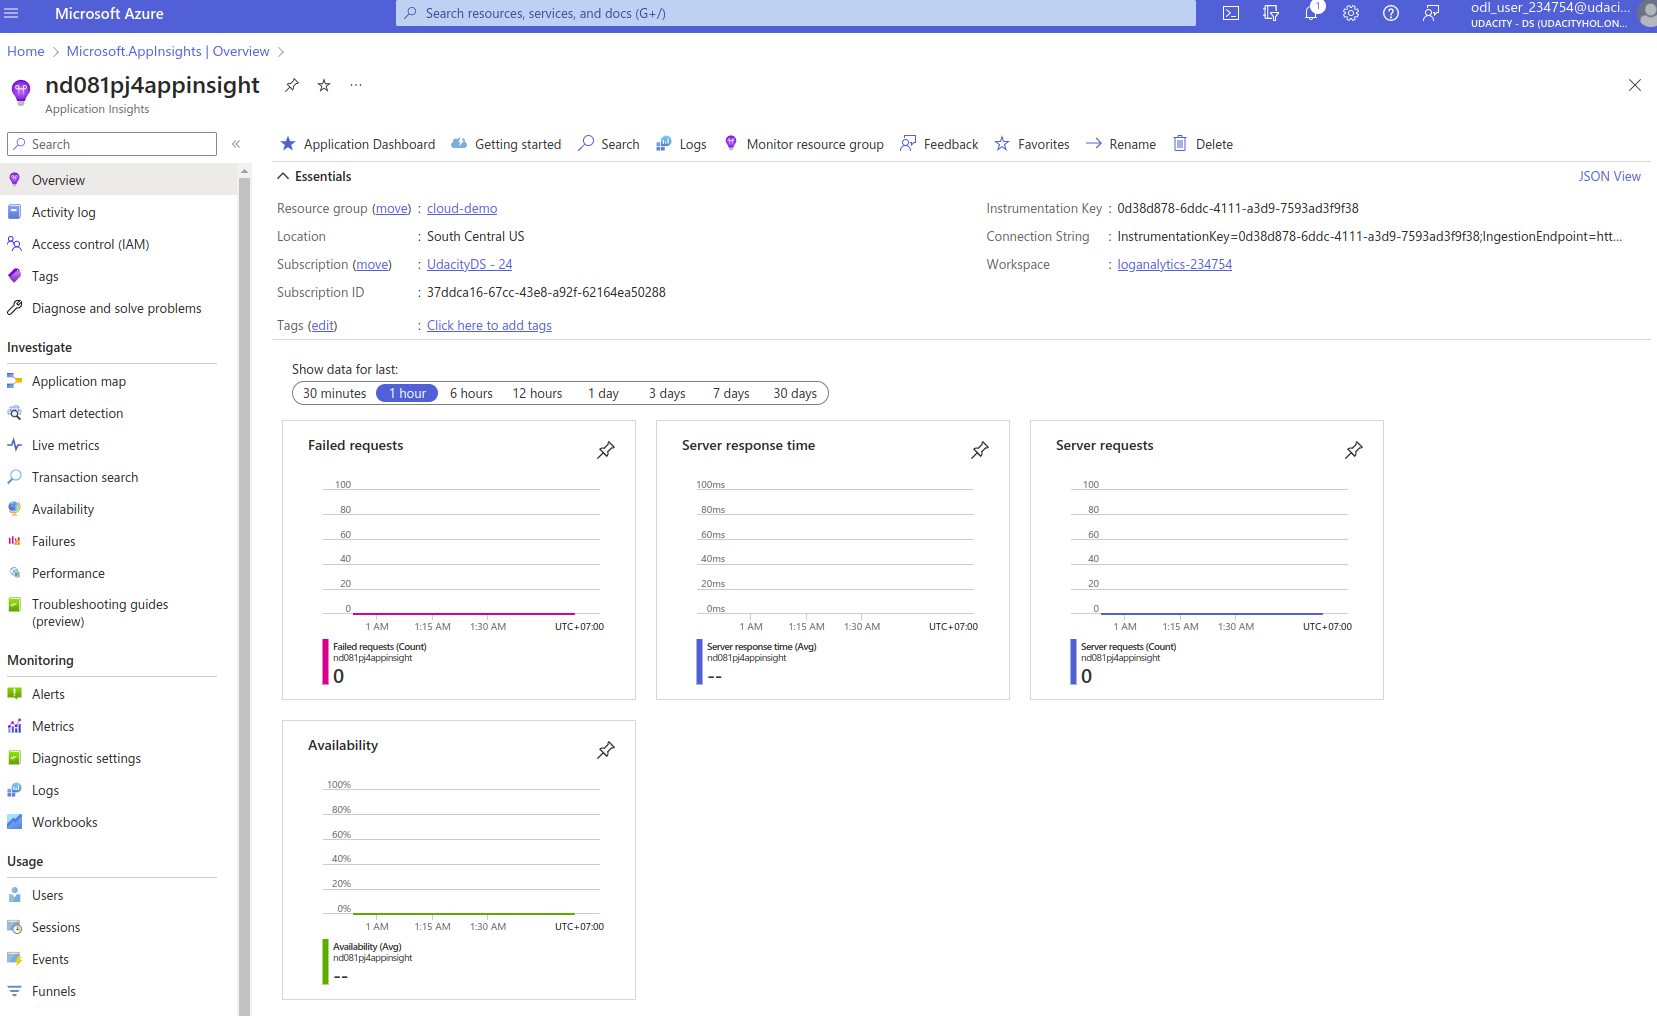 Microsoft Azure
Search resources, services, and docs (G+/)
1
odl_user_234754@udaci...
UDACITY - DS (UDACITYHOL.ON...
Home > Microsoft.AppInsights | Overview >
nd081pj4appinsight
...
Application Insights
Search
«
Overview
Activity log
Access control (IAM)
Tags
Diagnose and solve problems
Investigate
Application map
Smart detection
Live metrics
Transaction search
Availability
Failures
Performance
Troubleshooting guides
(preview)
Monitoring
Alerts
Metrics
Diagnostic settings
Logs
Workbooks
Usage
Users
Sessions
Events
Funnels
Application Dashboard Getting started Search Logs Monitor resource group Feedback Favorites Rename Delete
Essentials
JSON View
Resource group (move) : cloud-demo
Location : South Central US
Subscription (move) : UdacityDS - 24
Subscription ID : 37ddca16-67cc-43e8-a92f-62164ea50288
Tags (edit) : Click here to add tags
Instrumentation Key : 0d38d878-6ddc-4111-a3d9-7593ad3f9f38
Connection String : InstrumentationKey=0d38d878-6ddc-4111-a3d9-7593ad3f9f38;IngestionEndpoint=htt...
Workspace : loganalytics-234754
Show data for last:
30 minutes 1 hour 6 hours 12 hours 1 day 3 days 7 days 30 days
Failed requests
100
80
60
40
20
0
1 AM 1:15 AM 1:30 AM UTC+07:00
Failed requests (Count)
nd081pj4appinsight
0
Server response time
100ms
80ms
60ms
40ms
20ms
0ms
1 AM 1:15 AM 1:30 AM UTC+07:00
Server response time (Avg)
nd081pj4appinsight
--
Server requests
100
80
60
40
20
0
1 AM 1:15 AM 1:30 AM UTC+07:00
Server requests (Count)
nd081pj4appinsight
0
Availability
100%
80%
60%
40%
20%
0%
1 AM 1:15 AM 1:30 AM UTC+07:00
Availability (Avg)
nd081pj4appinsight
--